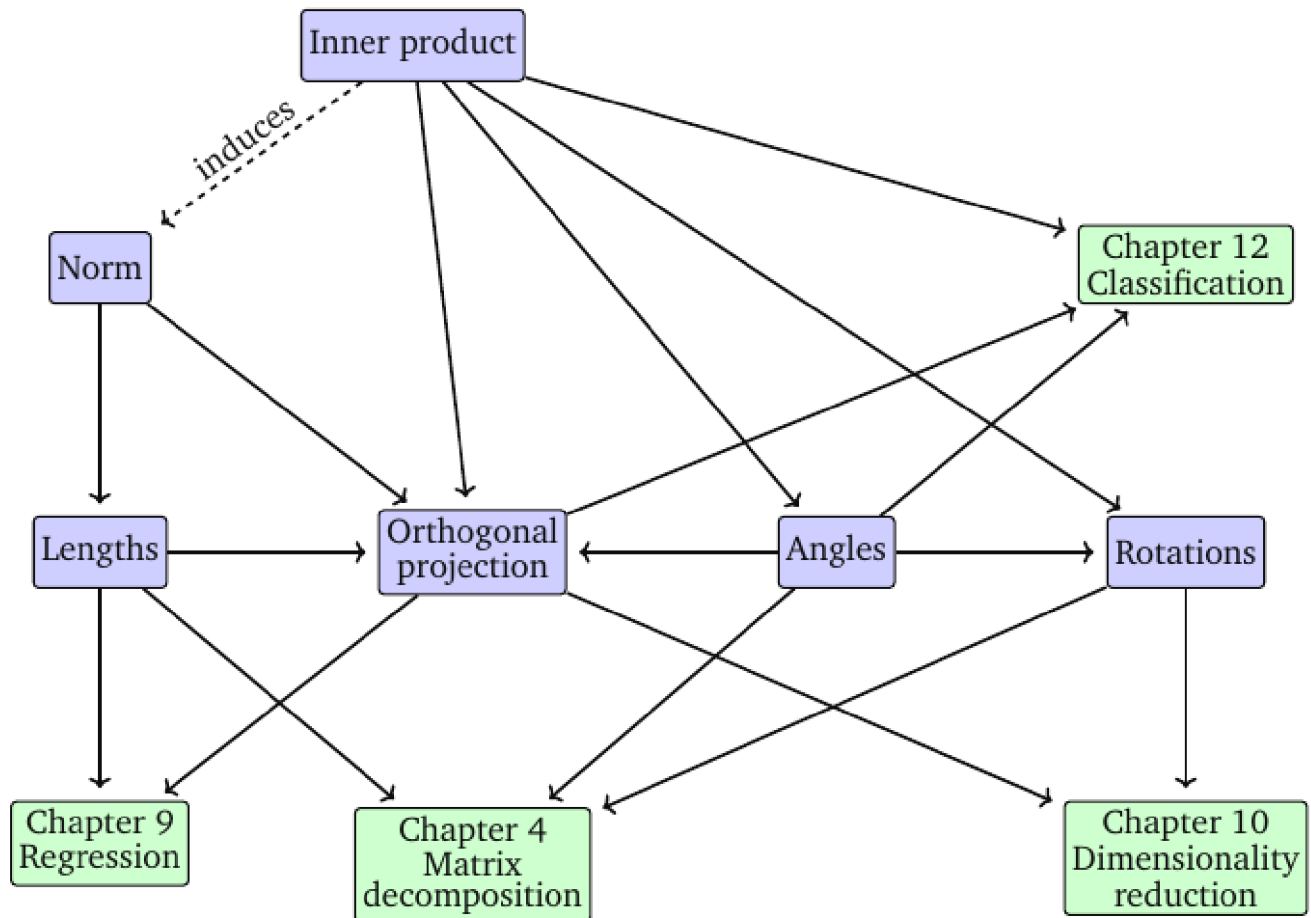 Inner product
induces
Chapter 12
Classification
Norm
Orthogonal
projection
Lengths
Angles
Rotations
Chapter 9
Regression
Chapter 4
Matrix
decomposition
Chapter 10
Dimensionality
reduction